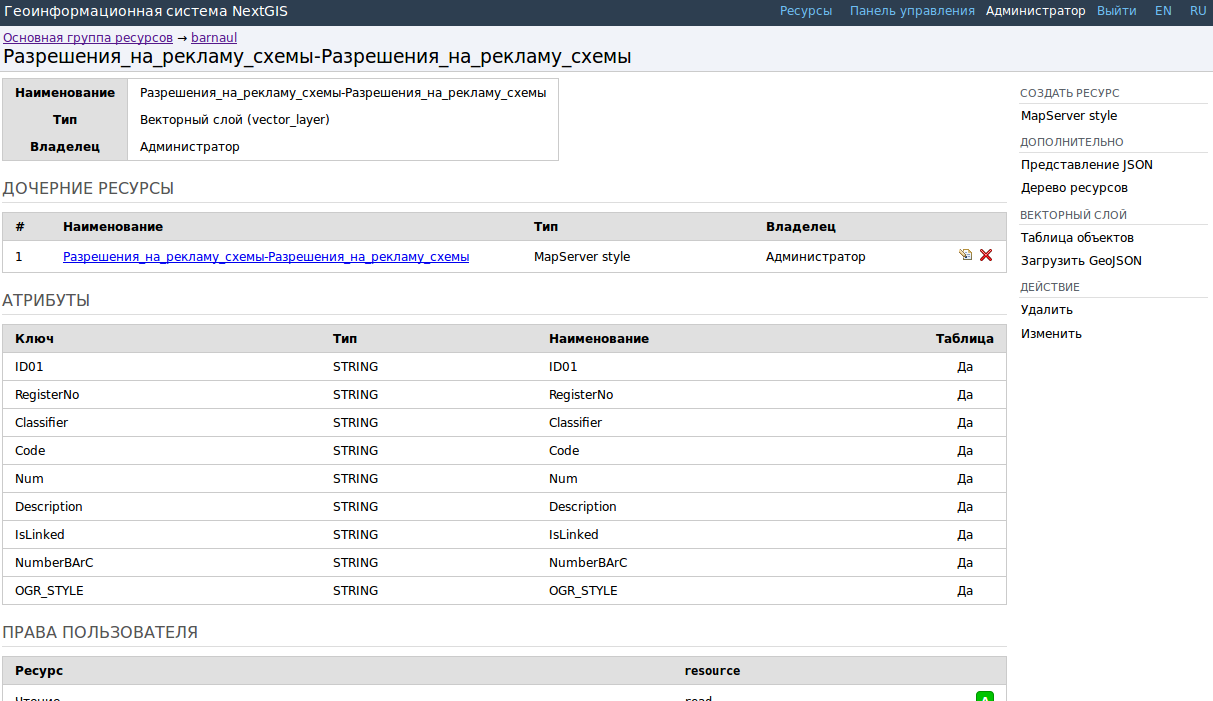 Геоинформационная система NextGIS
Ресурсы Панель управления Администратор Выйти EN RU
Основная группа ресурсов → barnaul
Разрешения_на_рекламу_схемы-Разрешения_на_рекламу_схемы
Наименование Разрешения_на_рекламу_схемы-Разрешения_на_рекламу_схемы
Тип Векторный слой (vector_layer)
Владелец Администратор
ДОЧЕРНИЕ РЕСУРСЫ
# Наименование Тип Владелец
1 Разрешения_на_рекламу_схемы-Разрешения_на_рекламу_схемы MapServer style Администратор
АТРИБУТЫ
Ключ Тип Наименование Таблица
ID01 STRING ID01 Да
RegisterNo STRING RegisterNo Да
Classifier STRING Classifier Да
Code STRING Code Да
Num STRING Num Да
Description STRING Description Да
IsLinked STRING IsLinked Да
NumberBArC STRING NumberBArC Да
OGR_STYLE STRING OGR_STYLE Да
ПРАВА ПОЛЬЗОВАТЕЛЯ
Ресурс resource
Чтение read
СОЗДАТЬ РЕСУРС
MapServer style
ДОПОЛНИТЕЛЬНО
Представление JSON
Дерево ресурсов
ВЕКТОРНЫЙ СЛОЙ
Таблица объектов
Загрузить GeoJSON
ДЕЙСТВИЕ
Удалить
Изменить